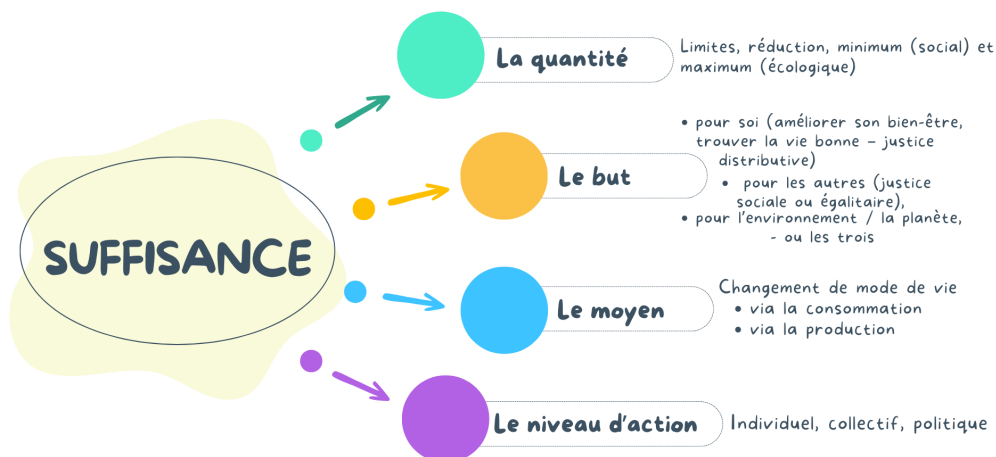 SUFFISANCE
La quantité
Limites, réduction, minimum (social) et
maximum (écologique)
Le but
• pour soi (améliorer son bien-être,
trouver la vie bonne – justice
distributive)
• pour les autres (justice
sociale ou égalitaire),
• pour l'environnement / la planète,
- ou les trois
Le moyen
Changement de mode de vie
• via la consommation
• via la production
Le niveau d'action
Individuel, collectif, politique